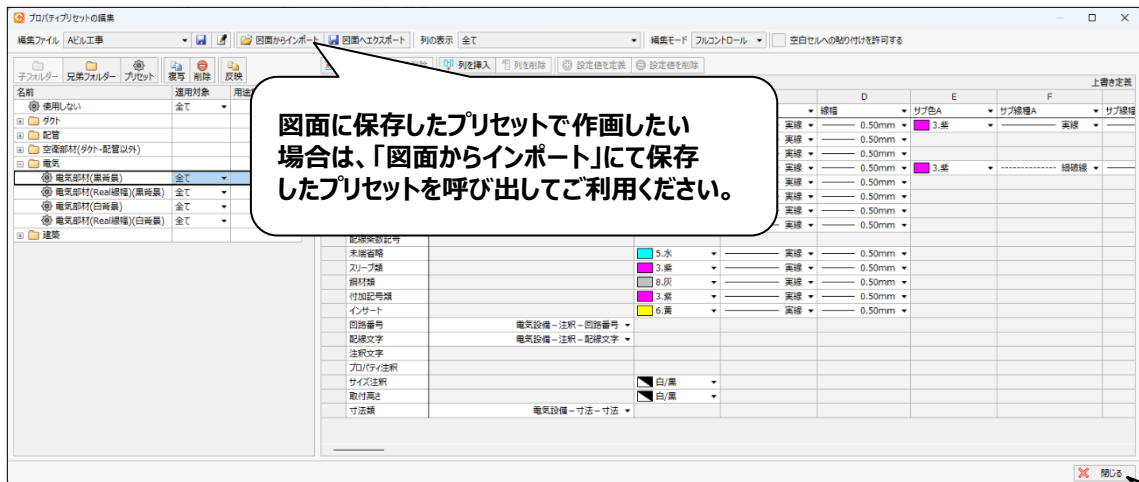 プロパティプリセットの編集
編集ファイル Aビル工事 図面からインポート 図面へエクスポート 列の表示 全て 編集モード フルコントロール 空白セルへの貼り付けを許可する
子フォルダー 兄弟フォルダー プリセット 複写 削除 反映
列を挿入 列を削除 設定値を定義 設定値を削除
上書き定義
名前 適用対象
D E F
線幅 サブ色A サブ線種A サブ線幅
使用しない 全て
ダクト
配管
空衛部材(ダクト・配管以外)
電気
電気部材(黒背景) 全て
電気部材(Real線幅)(黒背景) 全て
電気部材(白背景) 全て
電気部材(Real線幅)(白背景) 全て
建築
図面に保存したプリセットで作画したい
場合は、「図面からインポート」にて保存
したプリセットを呼び出してご利用ください。
実線 0.50mm 3.紫 実線
実線 0.50mm
実線 0.50mm
実線 0.50mm 3.紫 細破線
実線 0.50mm
実線 0.50mm
実線 0.50mm
実線 0.50mm
配線条数記号
末端省略 5.水 実線 0.50mm
スリーブ類 3.紫 実線 0.50mm
鋼材類 8.灰 実線 0.50mm
付加記号類 3.紫 実線 0.50mm
インサート 6.黄 実線 0.50mm
回路番号 電気設備-注釈-回路番号
配線文字 電気設備-注釈-配線文字
注釈文字
プロパティ注釈
サイズ注釈 白/黒
取付高さ 白/黒
寸法類 電気設備-寸法-寸法
閉じる